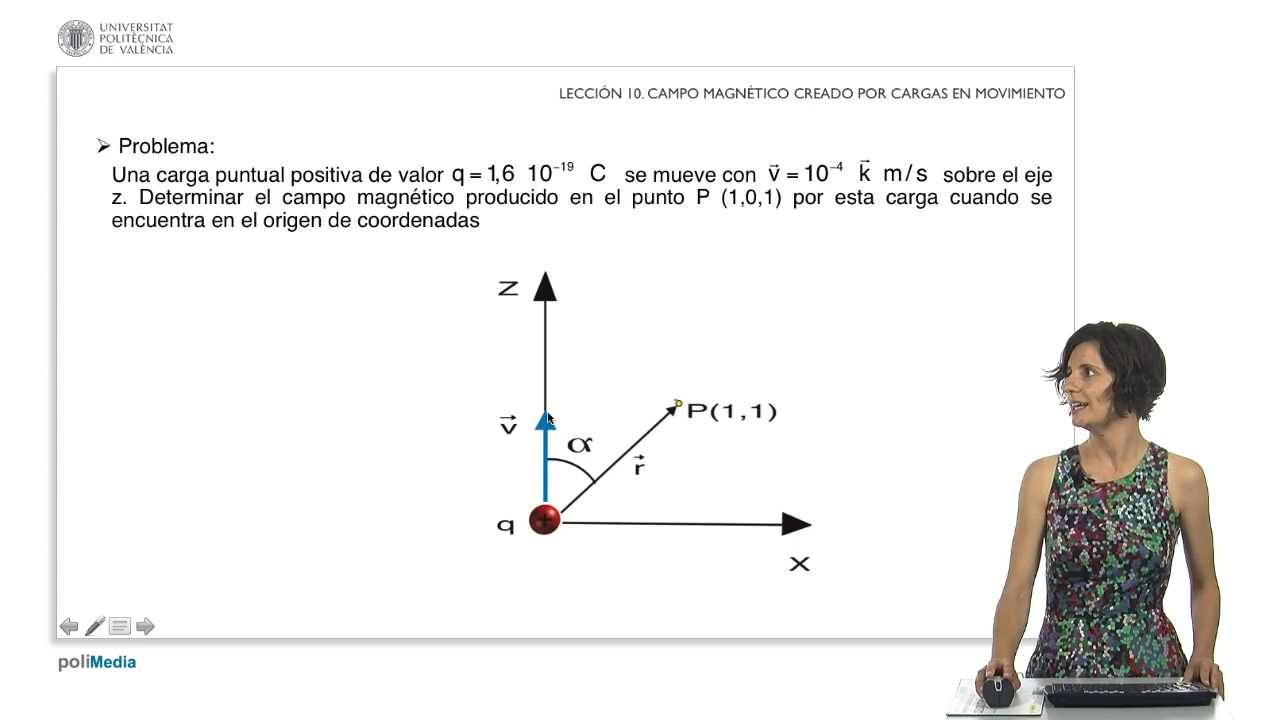 UNIVERSITAT
POLITÈCNICA
DE VALÈNCIA
LECCIÓN 10. CAMPO MAGNÉTICO CREADO POR CARGAS EN MOVIMIENTO
➢ Problema:
Una carga puntual positiva de valor q = 1,6 10⁻¹⁹ C se mueve con v⃗ = 10⁻⁴ k⃗ m/s sobre el eje
z. Determinar el campo magnético producido en el punto P (1,0,1) por esta carga cuando se
encuentra en el origen de coordenadas
Z
P(1,1)
v⃗
α
r⃗
q
+
X
poliMedia